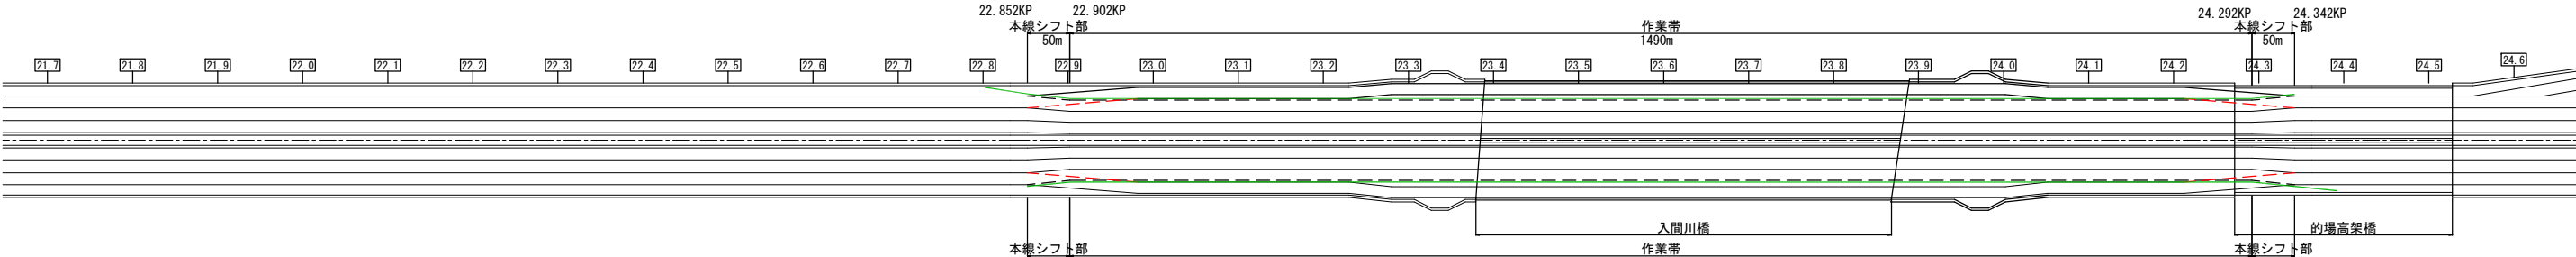 22.852KP 22.902KP 24.292KP 24.342KP
本線シフト部 作業帯 本線シフト部
50m 1490m 50m
21.7 21.8 21.9 22.0 22.1 22.2 22.3 22.4 22.5 22.6 22.7 22.8 22.9 23.0 23.1 23.2 23.3 23.4 23.5 23.6 23.7 23.8 23.9 24.0 24.1 24.2 24.3 24.4 24.5 24.6
入間川橋 的場高架橋
本線シフト部 作業帯 本線シフト部